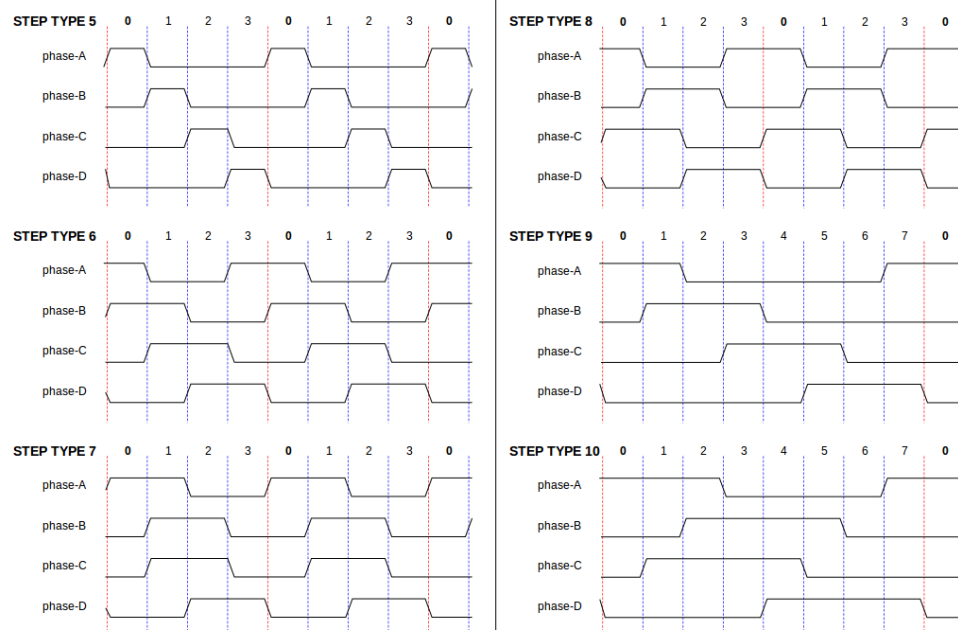 STEP TYPE 5 0 1 2 3 0 1 2 3 0
phase-A
phase-B
phase-C
phase-D
STEP TYPE 6 0 1 2 3 0 1 2 3 0
phase-A
phase-B
phase-C
phase-D
STEP TYPE 7 0 1 2 3 0 1 2 3 0
phase-A
phase-B
phase-C
phase-D
STEP TYPE 8 0 1 2 3 0 1 2 3 0
phase-A
phase-B
phase-C
phase-D
STEP TYPE 9 0 1 2 3 4 5 6 7 0
phase-A
phase-B
phase-C
phase-D
STEP TYPE 10 0 1 2 3 4 5 6 7 0
phase-A
phase-B
phase-C
phase-D